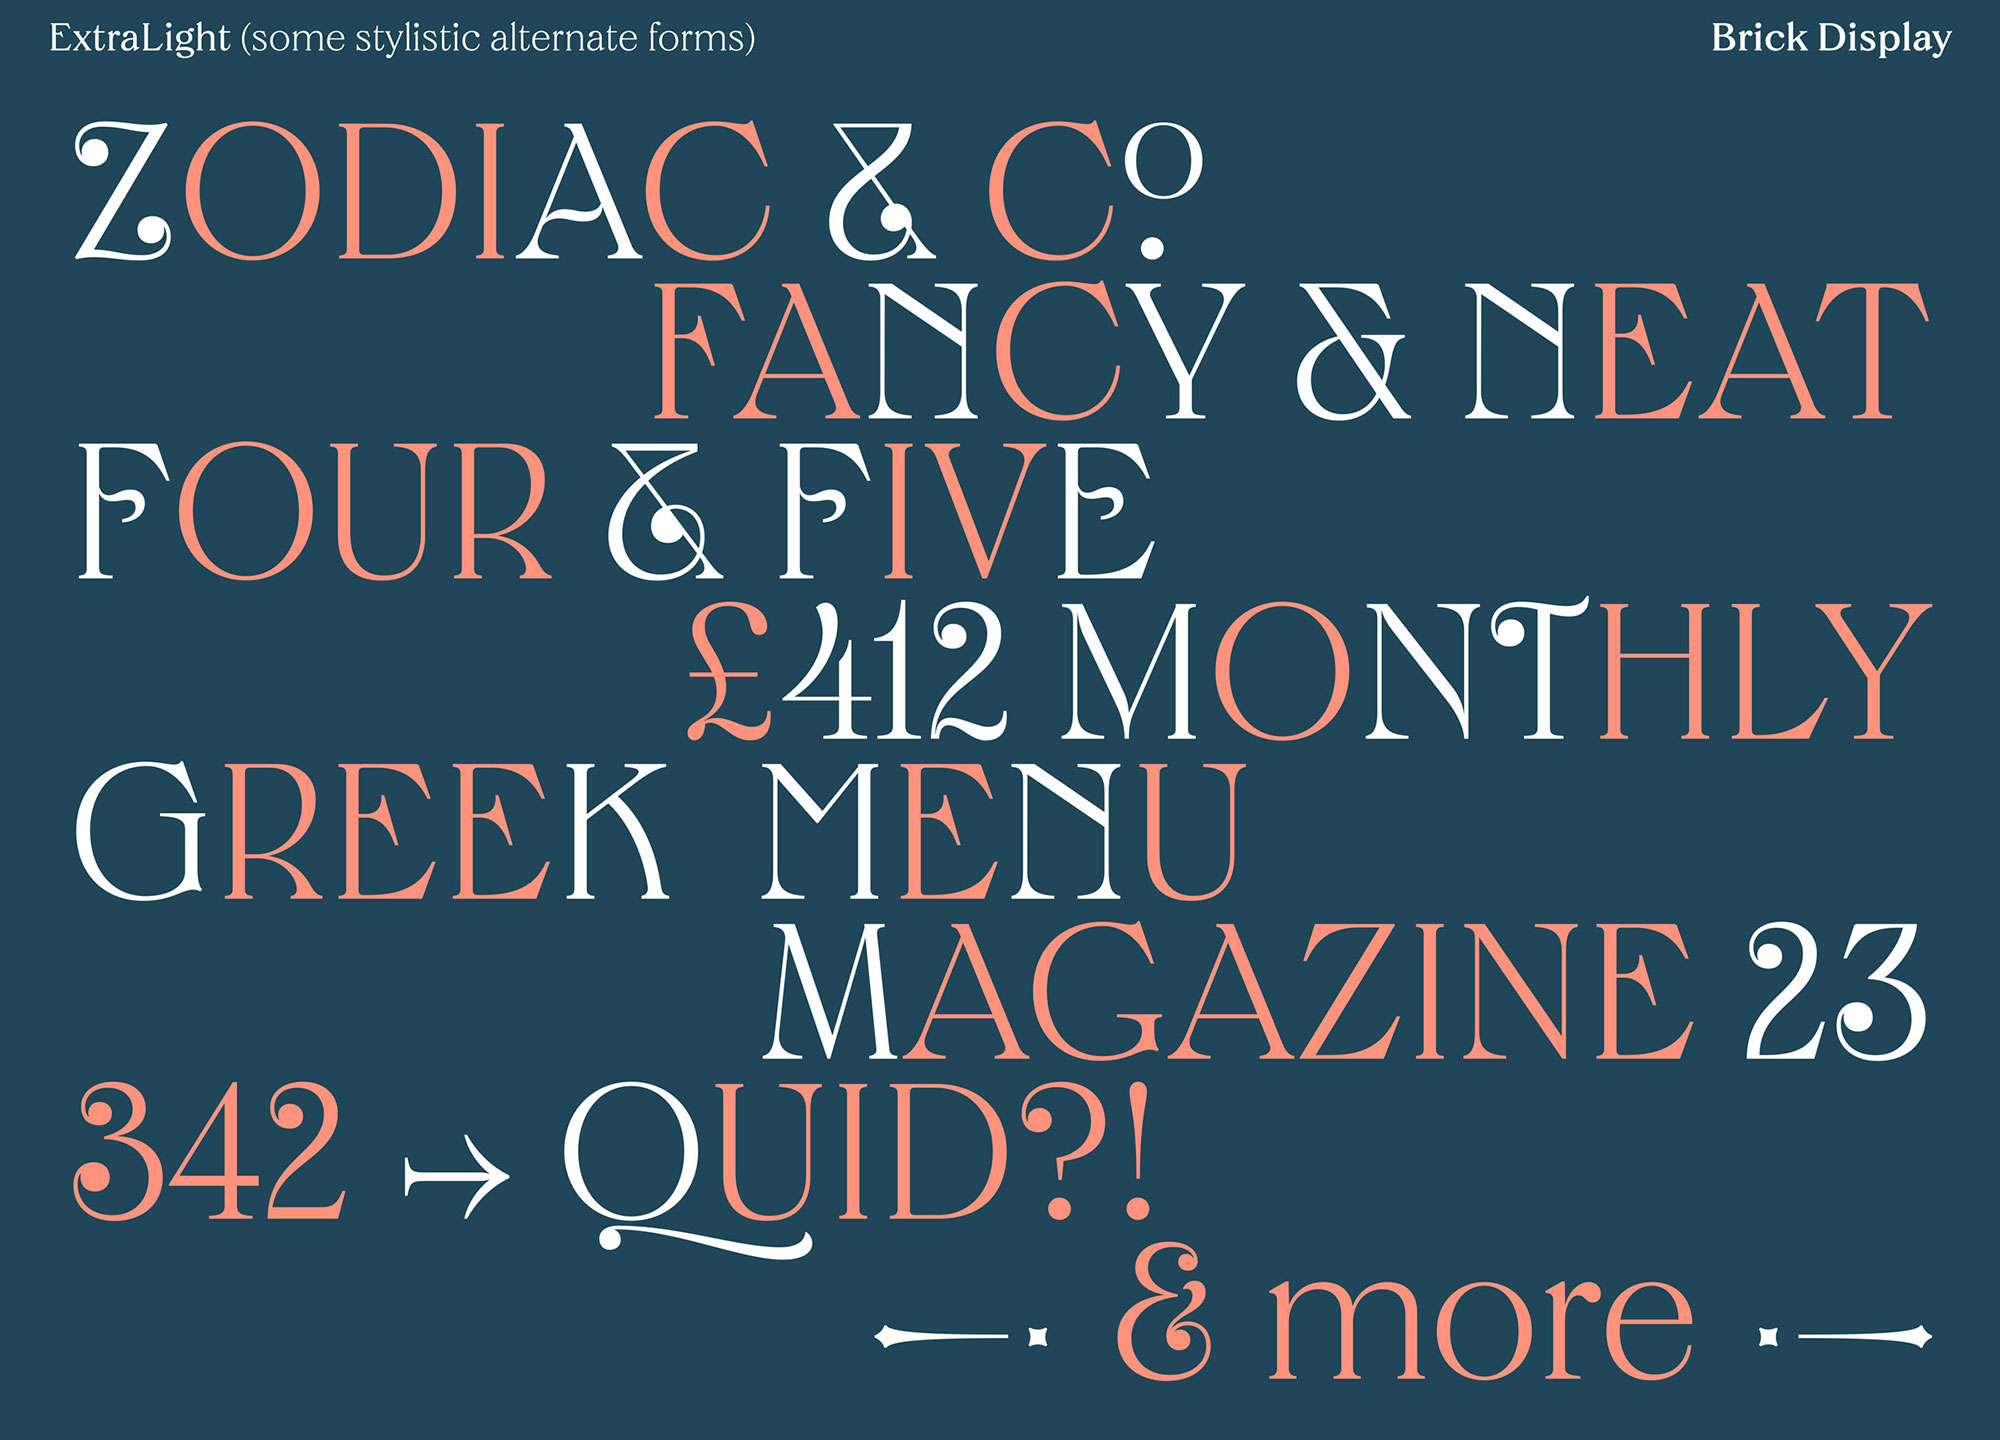 ExtraLight (some stylistic alternate forms)
Brick Display
ZODIAC & Co.
FANCY & NEAT
FOUR & FIVE
£412 MONTHLY
GREEK MENU
MAGAZINE 23
342 → QUID?!
& more